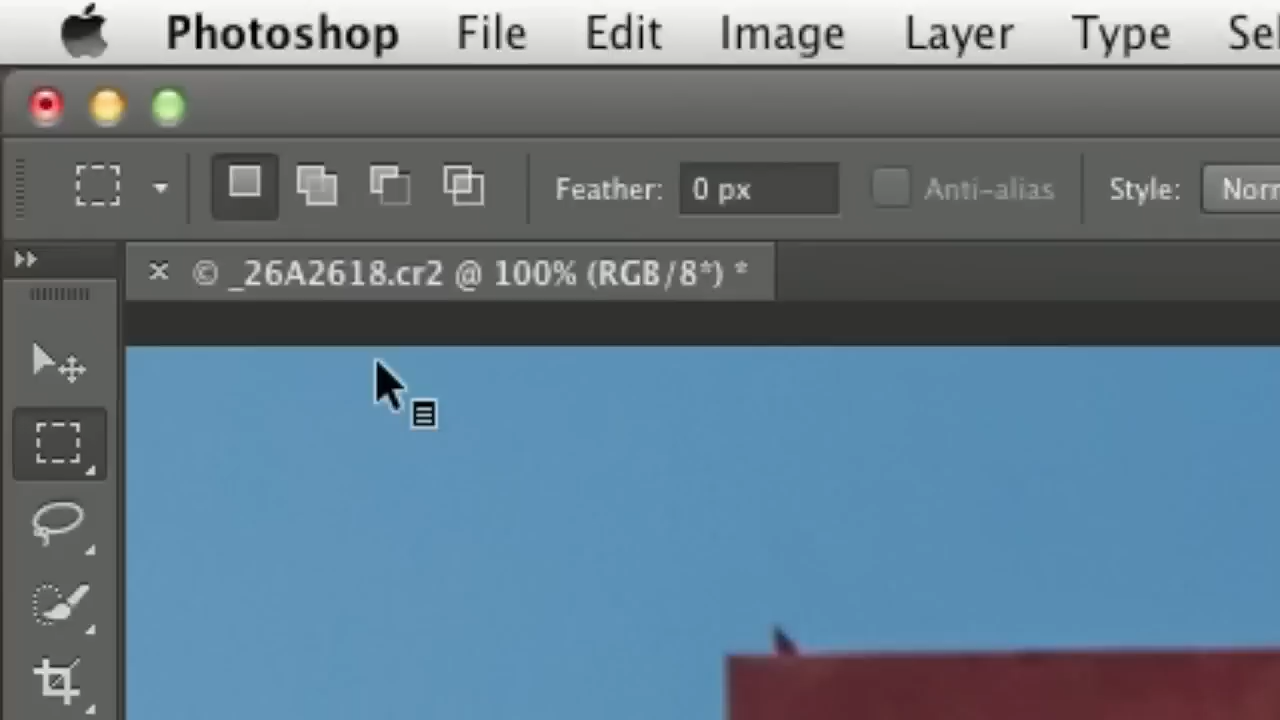 Photoshop File Edit Image Layer Type Sel
Feather: 0 px Anti-alias Style: Norm
× © _26A2618.cr2 @ 100% (RGB/8*) *